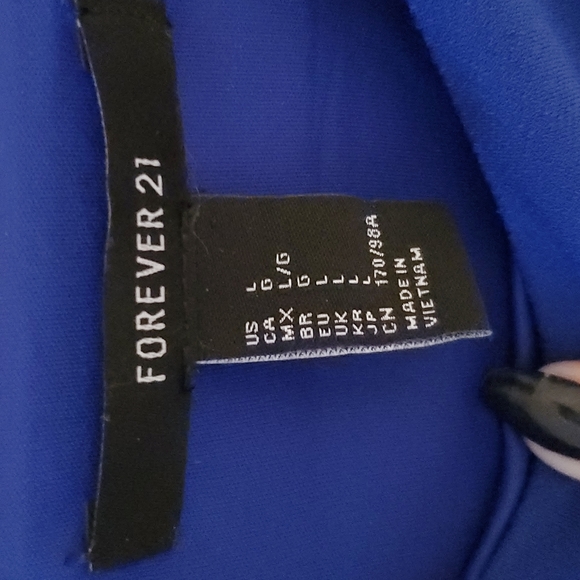 FOREVER 21
US L
CA G
MX L/G
BR G
EU L
UK L
KR L
JP L
CN 170/98A
MADE IN
VIETNAM